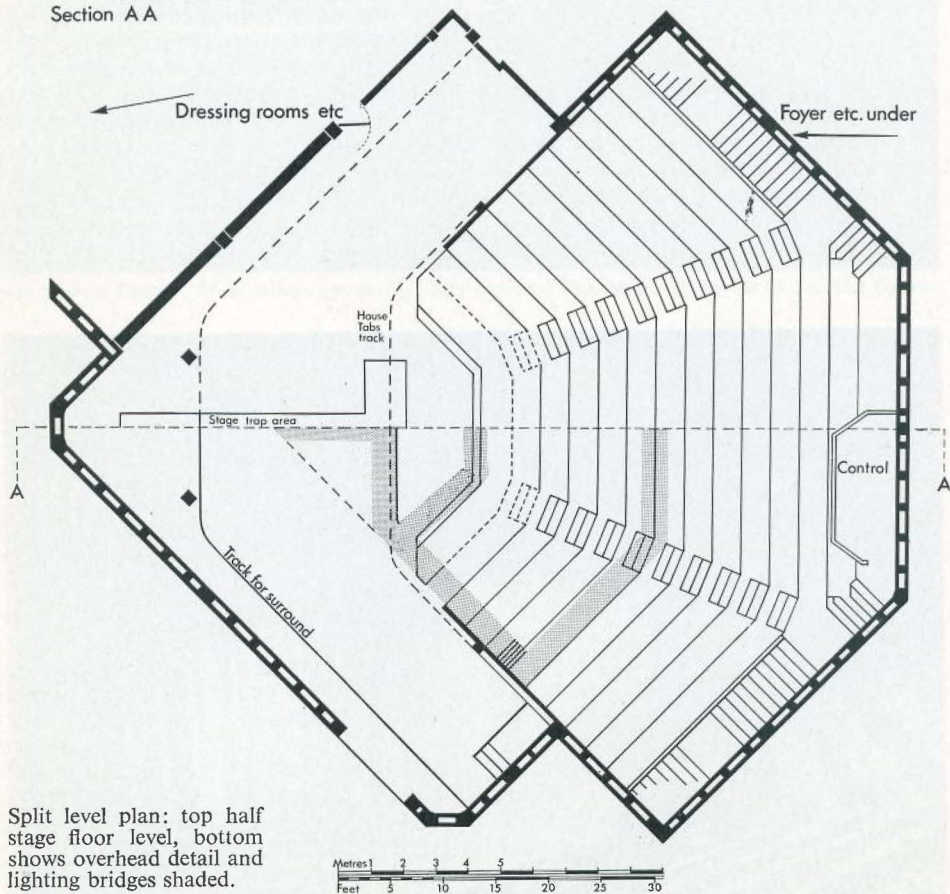 Section A A
Dressing rooms etc
Foyer etc. under
House
Tabs
track
Stage trap area
A
Control
A
Track for surround
Split level plan: top half
stage floor level, bottom
shows overhead detail and
lighting bridges shaded.
Metres 1 2 3 4 5
Feet 5 10 15 20 25 30